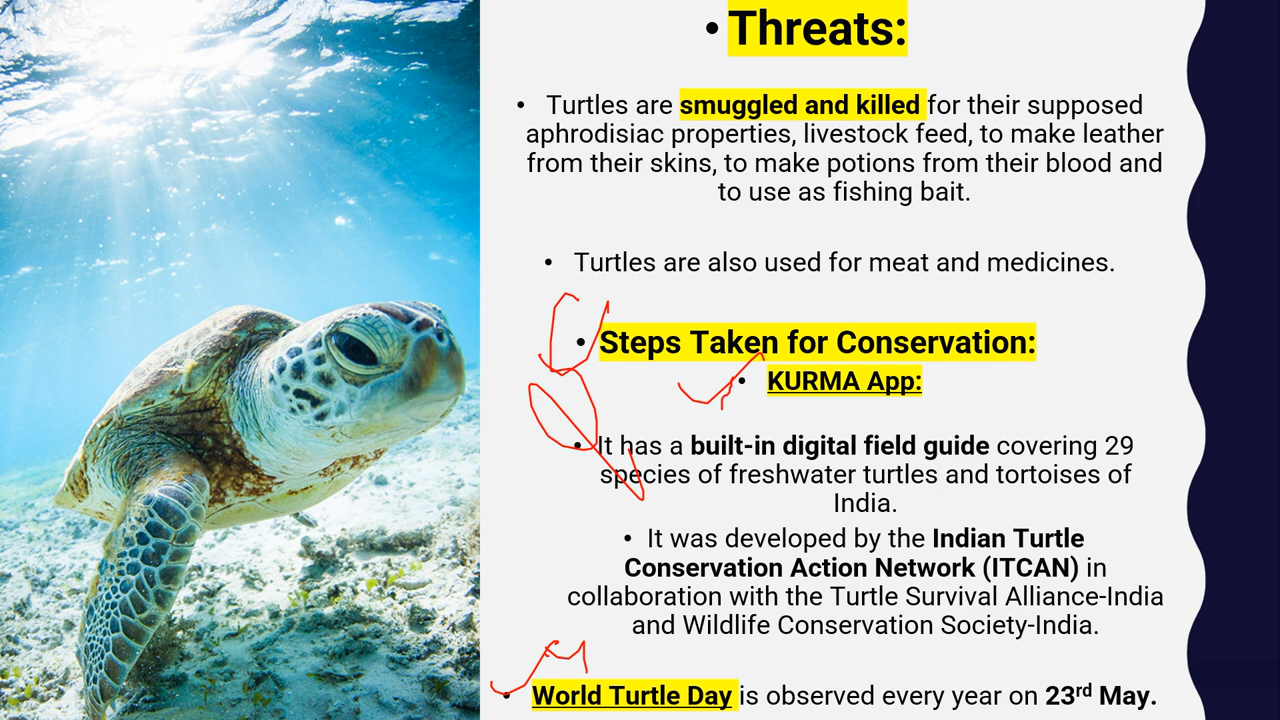 • Threats:
• Turtles are smuggled and killed for their supposed
aphrodisiac properties, livestock feed, to make leather
from their skins, to make potions from their blood and
to use as fishing bait.
• Turtles are also used for meat and medicines.
• Steps Taken for Conservation:
• KURMA App:
• It has a built-in digital field guide covering 29
species of freshwater turtles and tortoises of
India.
• It was developed by the Indian Turtle
Conservation Action Network (ITCAN) in
collaboration with the Turtle Survival Alliance-India
and Wildlife Conservation Society-India.
• World Turtle Day is observed every year on 23rd May.